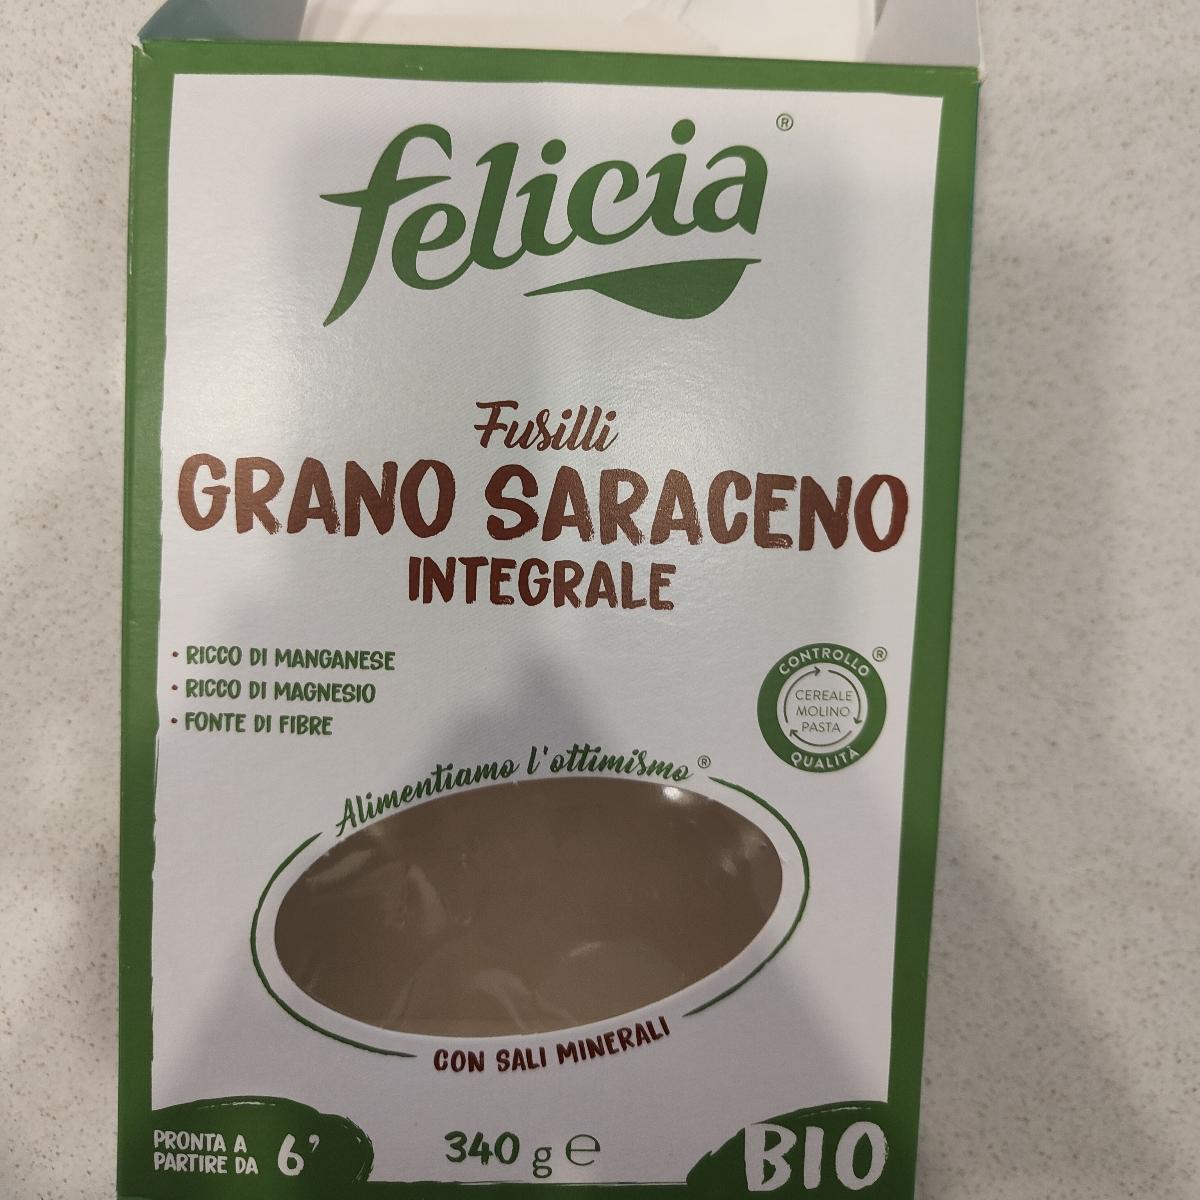 felicia®
Fusilli
GRANO SARACENO
INTEGRALE
• RICCO DI MANGANESE
• RICCO DI MAGNESIO
• FONTE DI FIBRE
CONTROLLO ®
CEREALE
MOLINO
PASTA
QUALITÀ
Alimentiamo l'ottimismo®
CON SALI MINERALI
PRONTA A
PARTIRE DA 6'
340 g ℮
BIO